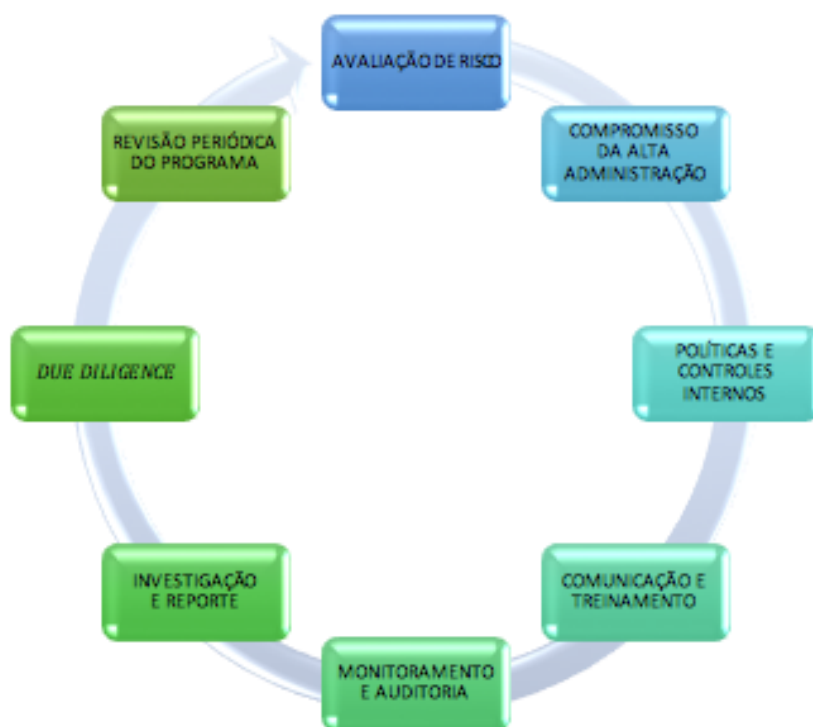 AVALIAÇÃO DE RISCO
COMPROMISSO
DA ALTA
ADMINISTRAÇÃO
POLÍTICAS E
CONTROLES
INTERNOS
COMUNICAÇÃO E
TREINAMENTO
MONITORAMENTO
E AUDITORIA
INVESTIGAÇÃO
E REPORTE
DUE DILIGENCE
REVISÃO PERIÓDICA
DO PROGRAMA